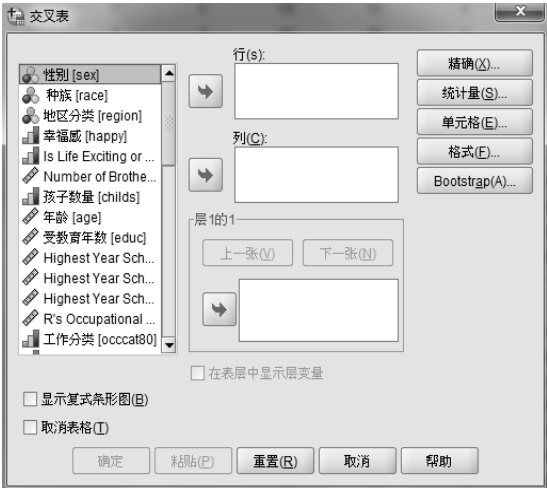 交叉表
行(s):
性别 [sex]
种族 [race]
地区分类 [region]
幸福感 [happy]
Is Life Exciting or ...
Number of Brothe...
孩子数量 [childs]
年龄 [age]
受教育年数 [educ]
Highest Year Sch...
Highest Year Sch...
Highest Year Sch...
R's Occupational ...
工作分类 [occcat80]
列(C):
层1的1
上一张(V)
下一张(N)
在表层中显示层变量
精确(X)...
统计量(S)...
单元格(E)...
格式(F)...
Bootstrap(A)...
显示复式条形图(B)
取消表格(T)
确定
粘贴(P)
重置(R)
取消
帮助